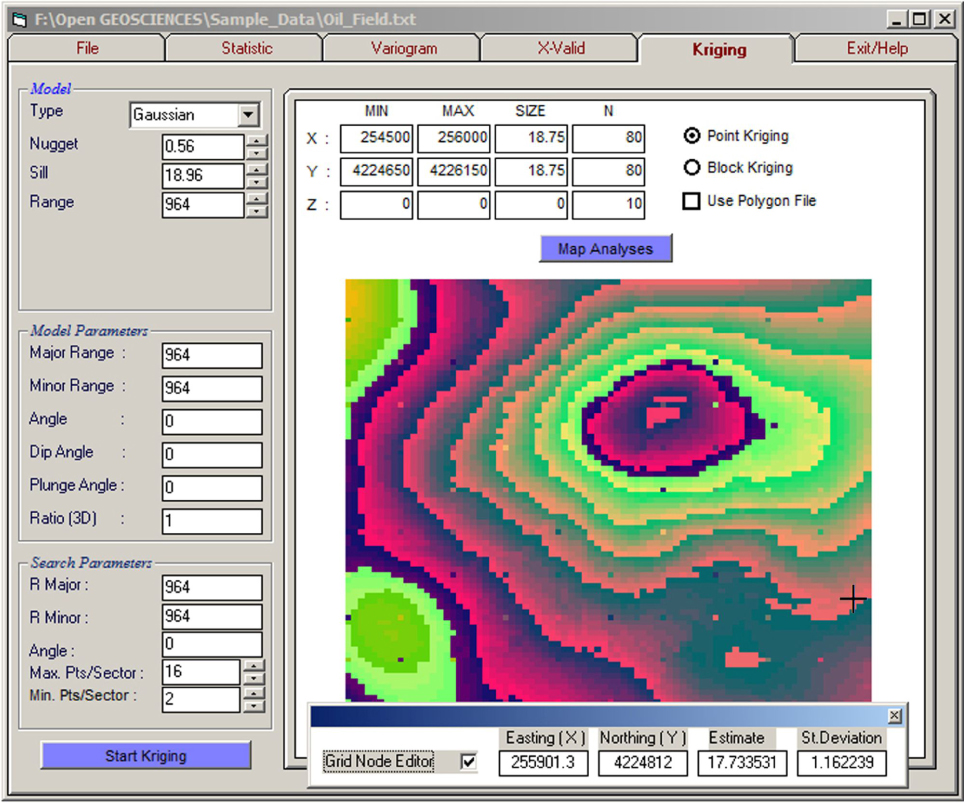 F:\Open GEOSCIENCES\Sample_Data\Oil_Field.txt
File Statistic Variogram X-Valid Kriging Exit/Help
Model
Type Gaussian
Nugget 0.56
Sill 18.96
Range 964
Model Parameters
Major Range : 964
Minor Range : 964
Angle : 0
Dip Angle : 0
Plunge Angle : 0
Ratio (3D) : 1
Search Parameters
R Major : 964
R Minor : 964
Angle : 0
Max. Pts/Sector : 16
Min. Pts/Sector : 2
Start Kriging
MIN MAX SIZE N
X : 254500 256000 18.75 80
Y : 4224650 4226150 18.75 80
Z : 0 0 0 10
Point Kriging
Block Kriging
Use Polygon File
Map Analyses
Easting ( X ) Northing ( Y ) Estimate St.Deviation
Grid Node Editor 255901.3 4224812 17.733531 1.162239